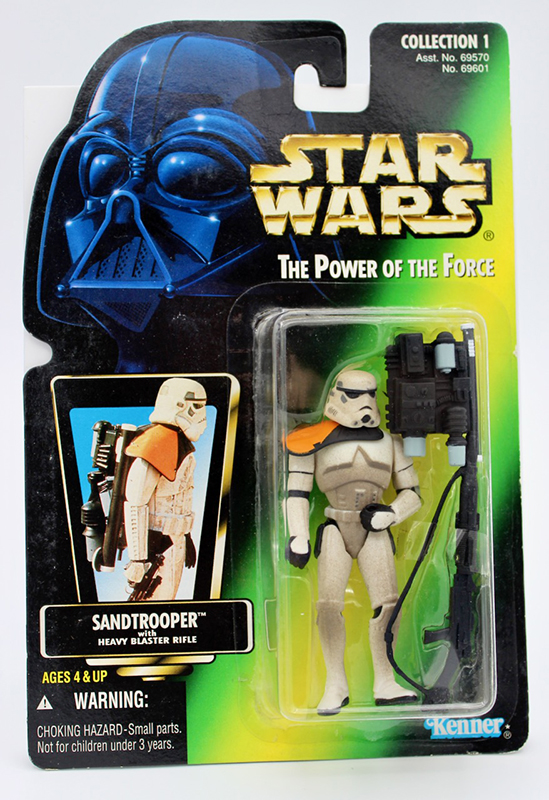 COLLECTION 1
Asst. No. 69570
No. 69601
STAR
WARS®
THE POWER OF THE FORCE
SANDTROOPER™
with
HEAVY BLASTER RIFLE
AGES 4 & UP
⚠ WARNING:
CHOKING HAZARD-Small parts.
Not for children under 3 years.
Kenner®